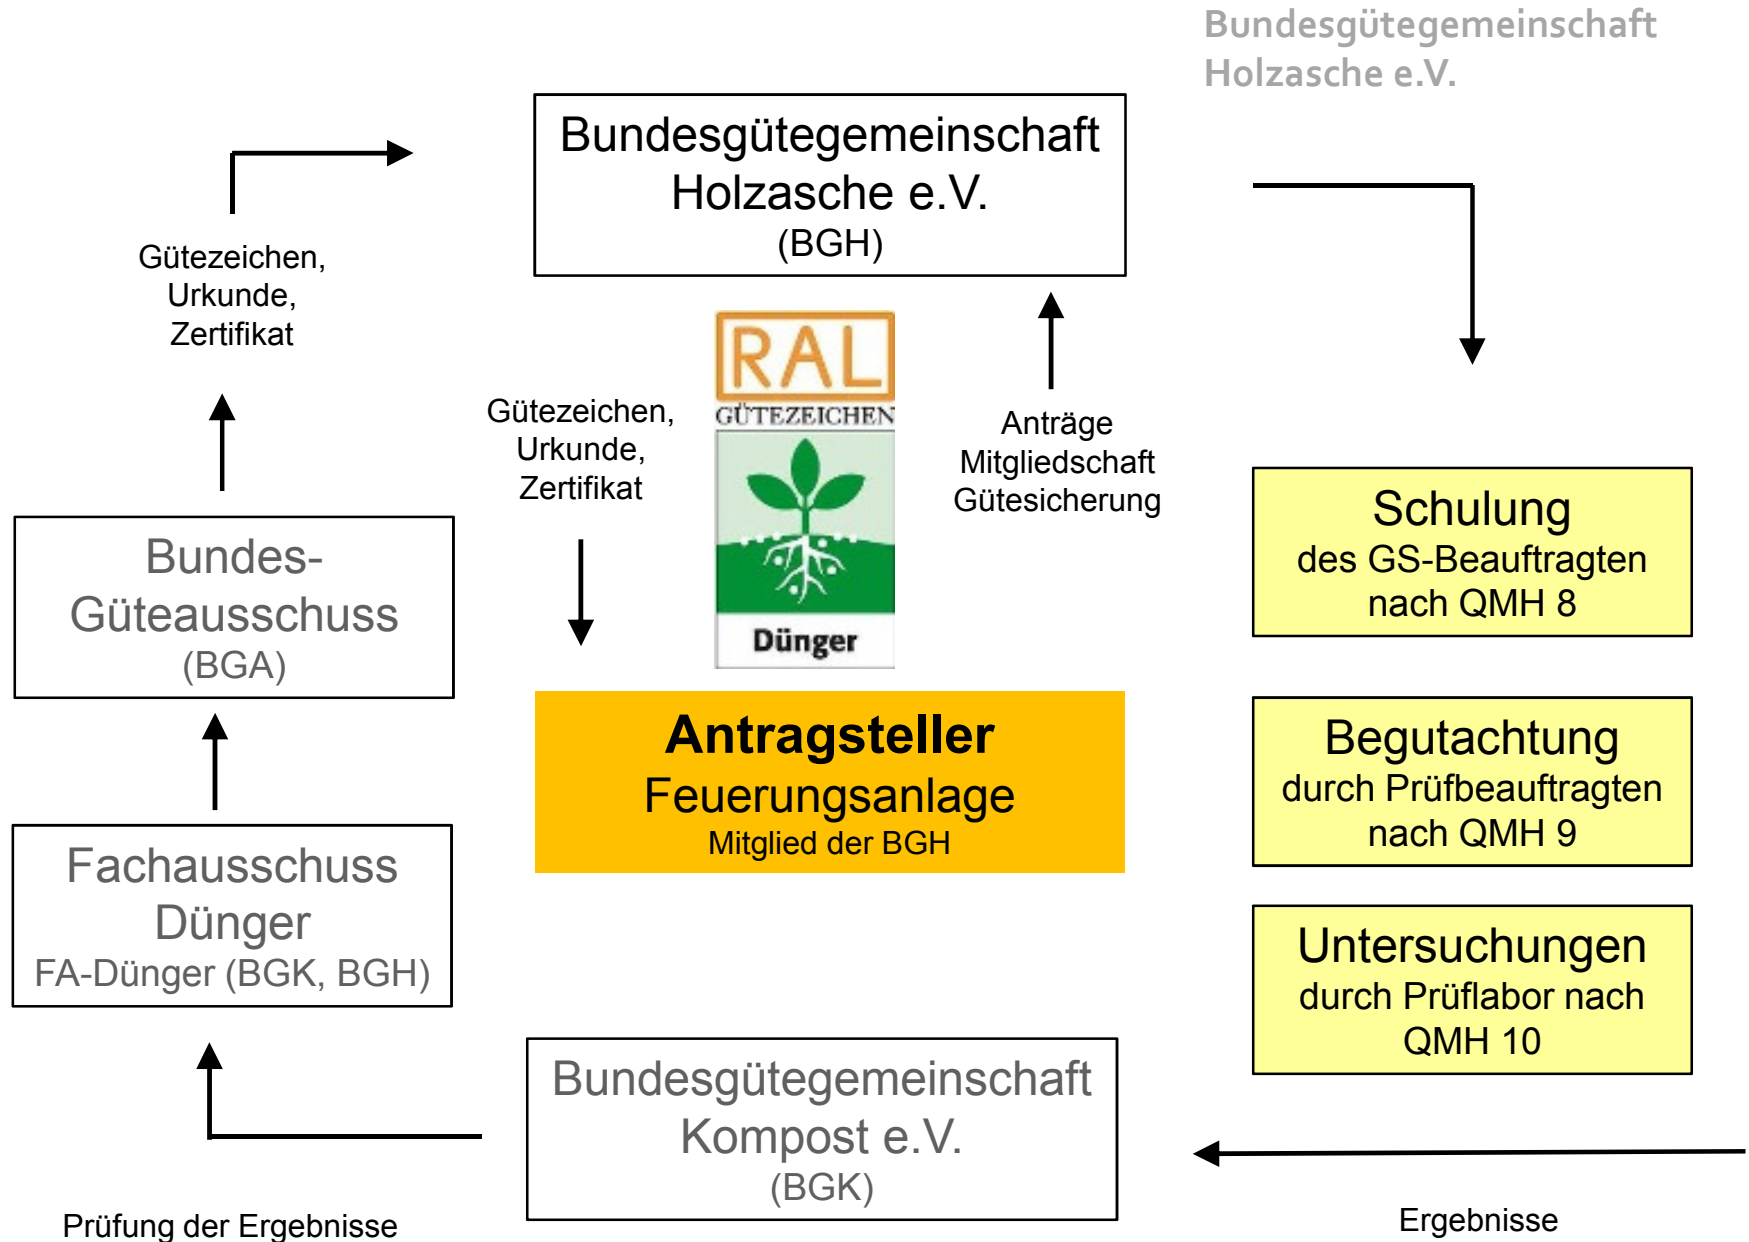 Bundesgütegemeinschaft
Holzasche e.V.
Bundesgütegemeinschaft
Holzasche e.V.
(BGH)
Gütezeichen,
Urkunde,
Zertifikat
RAL
GÜTEZEICHEN
Dünger
Gütezeichen,
Urkunde,
Zertifikat
Anträge
Mitgliedschaft
Gütesicherung
Schulung
des GS-Beauftragten
nach QMH 8
Bundes-
Güteausschuss
(BGA)
Antragsteller
Feuerungsanlage
Mitglied der BGH
Begutachtung
durch Prüfbeauftragten
nach QMH 9
Fachausschuss
Dünger
FA-Dünger (BGK, BGH)
Untersuchungen
durch Prüflabor nach
QMH 10
Bundesgütegemeinschaft
Kompost e.V.
(BGK)
Prüfung der Ergebnisse
Ergebnisse